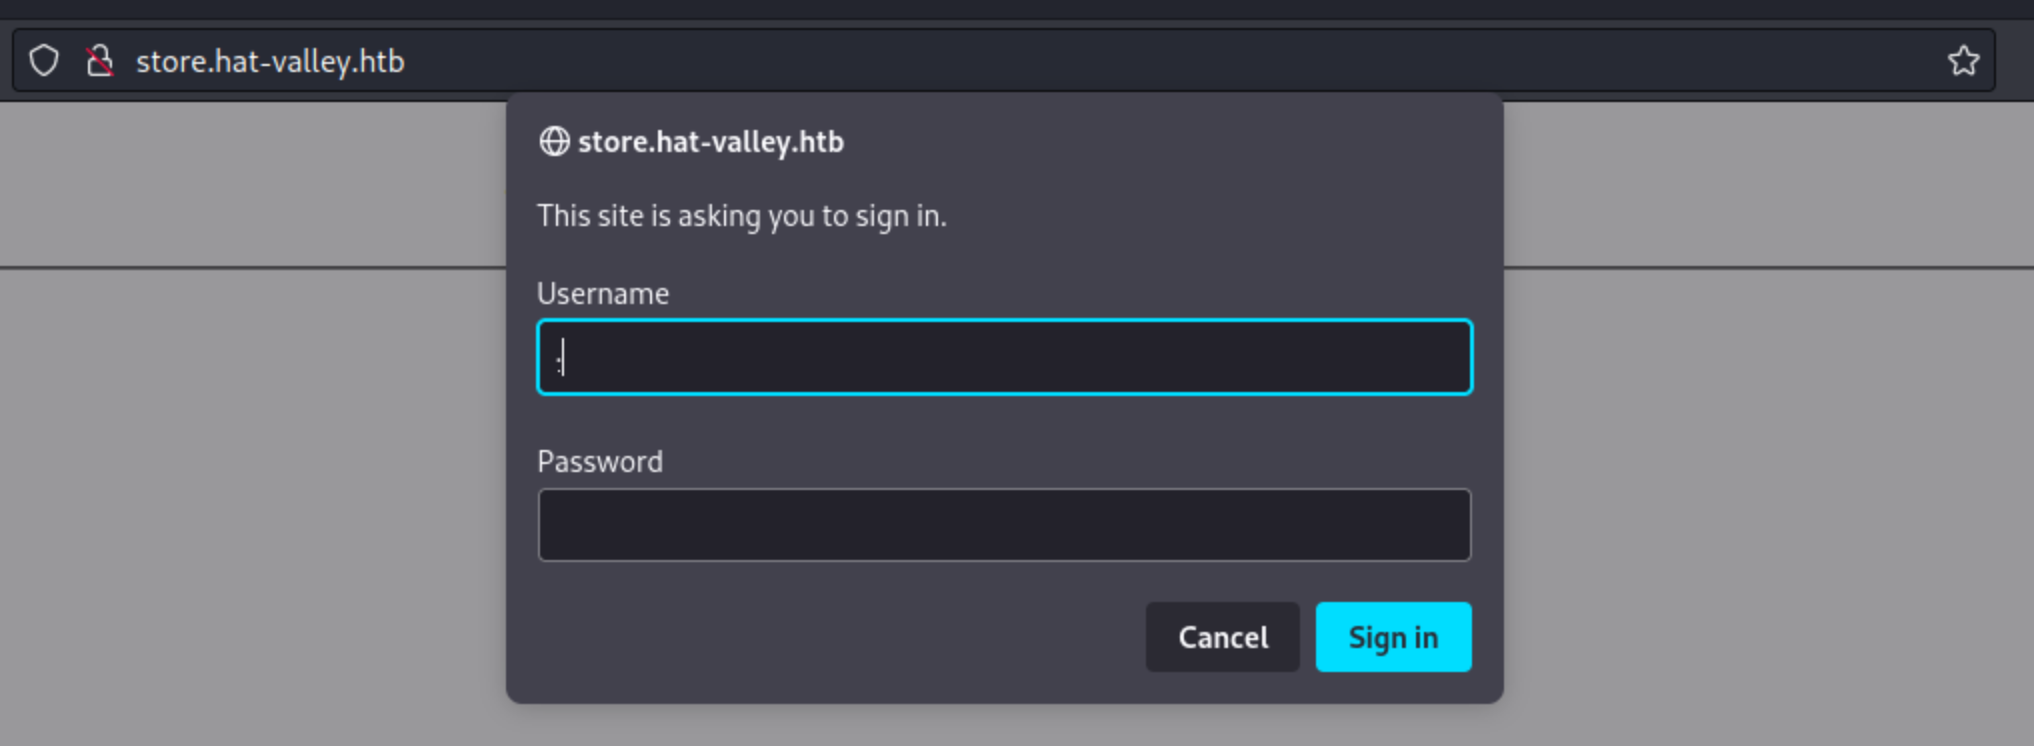 store.hat-valley.htb
store.hat-valley.htb
This site is asking you to sign in.
Username
:
Password
Cancel
Sign in